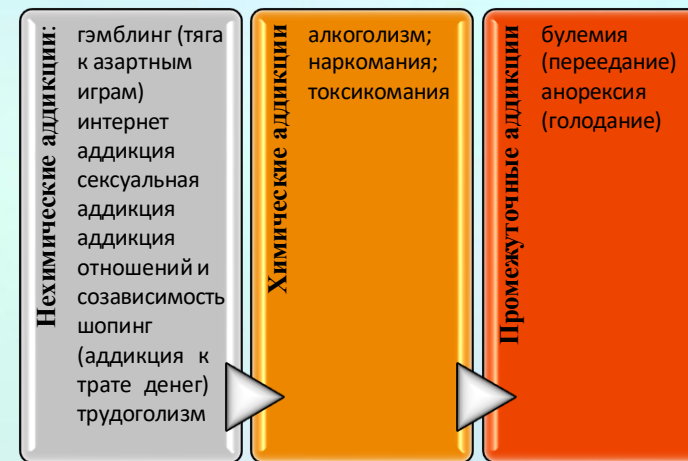 Нехимические аддикции:
гэмблинг (тяга
к азартным
играм)
интернет
аддикция
сексуальная
аддикция
аддикция
отношений и
созависимость
шопинг
(аддикция к
трате денег)
трудоголизм
Химические аддикции
алкоголизм;
наркомания;
токсикомания
Промежуточные аддикции
булемия
(переедание)
анорексия
(голодание)